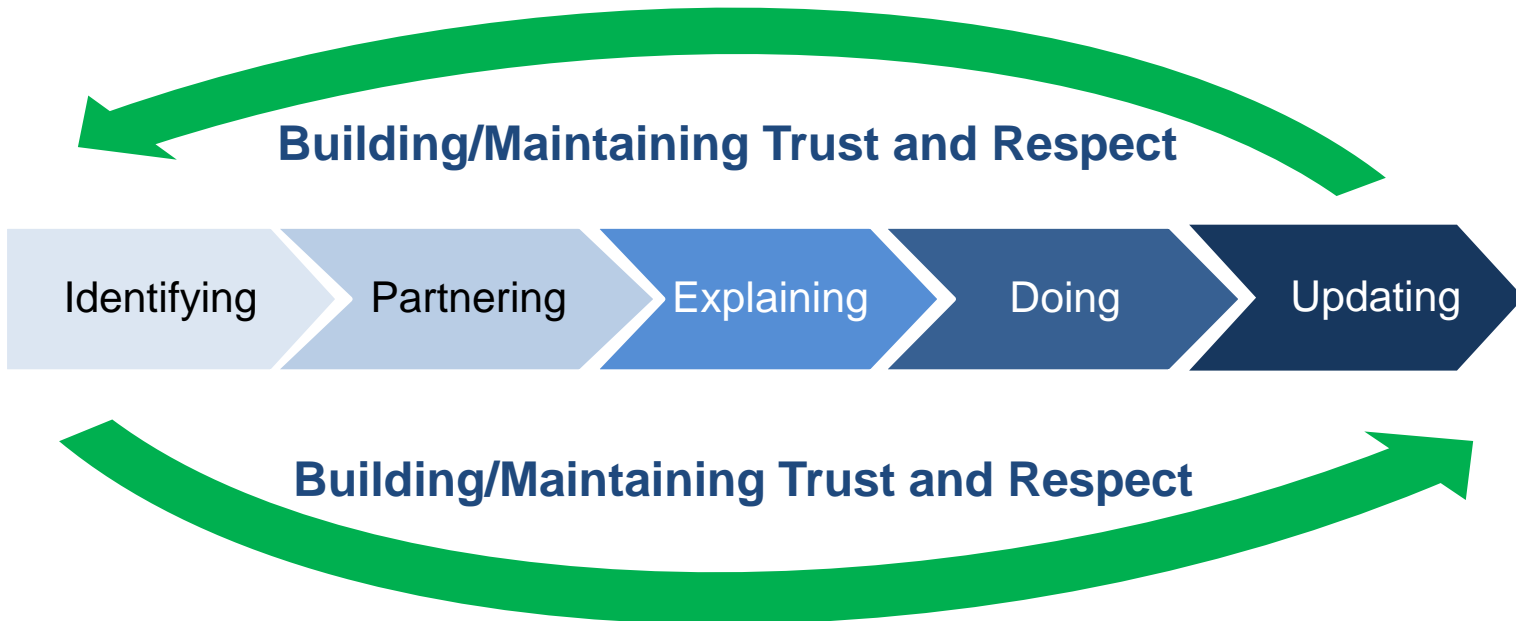 Building/Maintaining Trust and Respect
Identifying Partnering Explaining Doing Updating
Building/Maintaining Trust and Respect